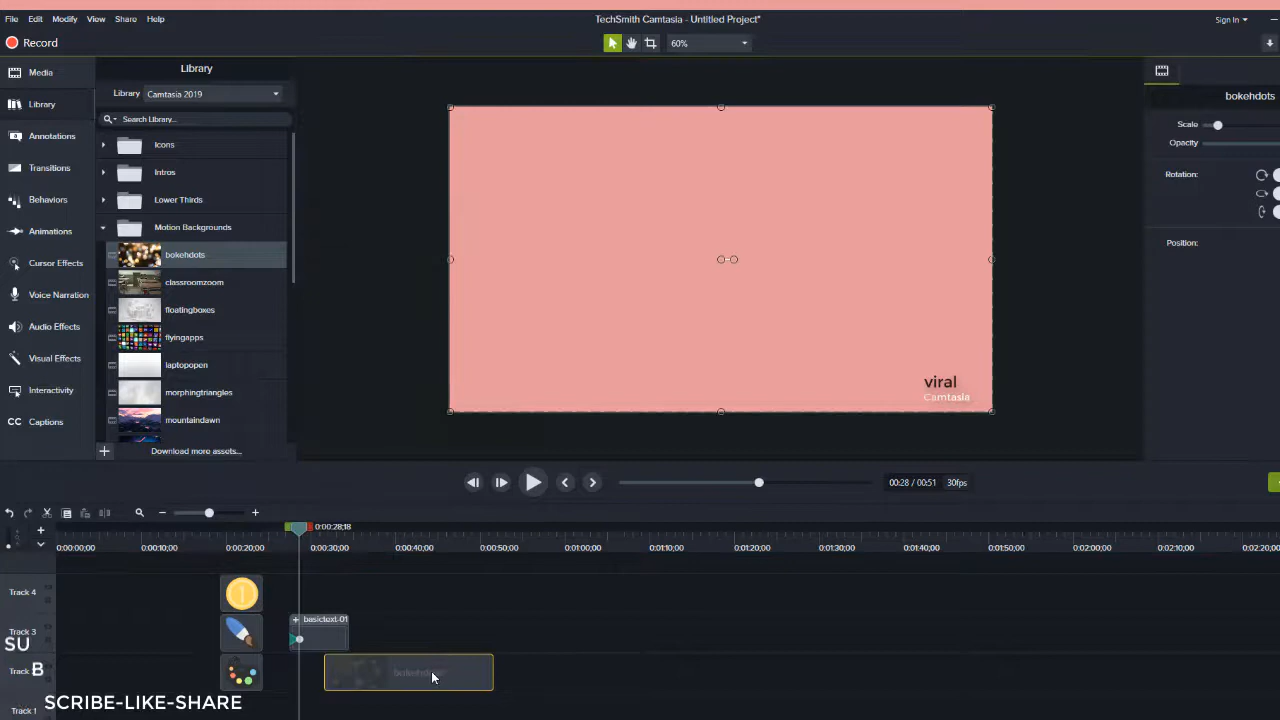 File Edit Modify View Share Help
TechSmith Camtasia - Untitled Project*
Sign In
Record
60%
Media
Library
Annotations
Transitions
Behaviors
Animations
Cursor Effects
Voice Narration
Audio Effects
Visual Effects
Interactivity
CC Captions
Library
Library Camtasia 2019
Search Library...
Icons
Intros
Lower Thirds
Motion Backgrounds
bokehdots
classroomzoom
floatingboxes
flyingapps
laptopopen
morphingtriangles
mountaindawn
Download more assets...
viral
Camtasia
bokehdots
Scale
Opacity
Rotation:
Position:
00:28 / 00:51 30fps
0:00:28;18
0:00:00;00 0:00:10;00 0:00:20;00 0:00:30;00 0:00:40;00 0:00:50;00 0:01:00;00 0:01:10;00 0:01:20;00 0:01:30;00 0:01:40;00 0:01:50;00 0:02:00;00 0:02:10;00 0:02:20;00
Track 4
Track 3
basictext-01
SU
B
Track
SCRIBE-LIKE-SHARE
Track 1